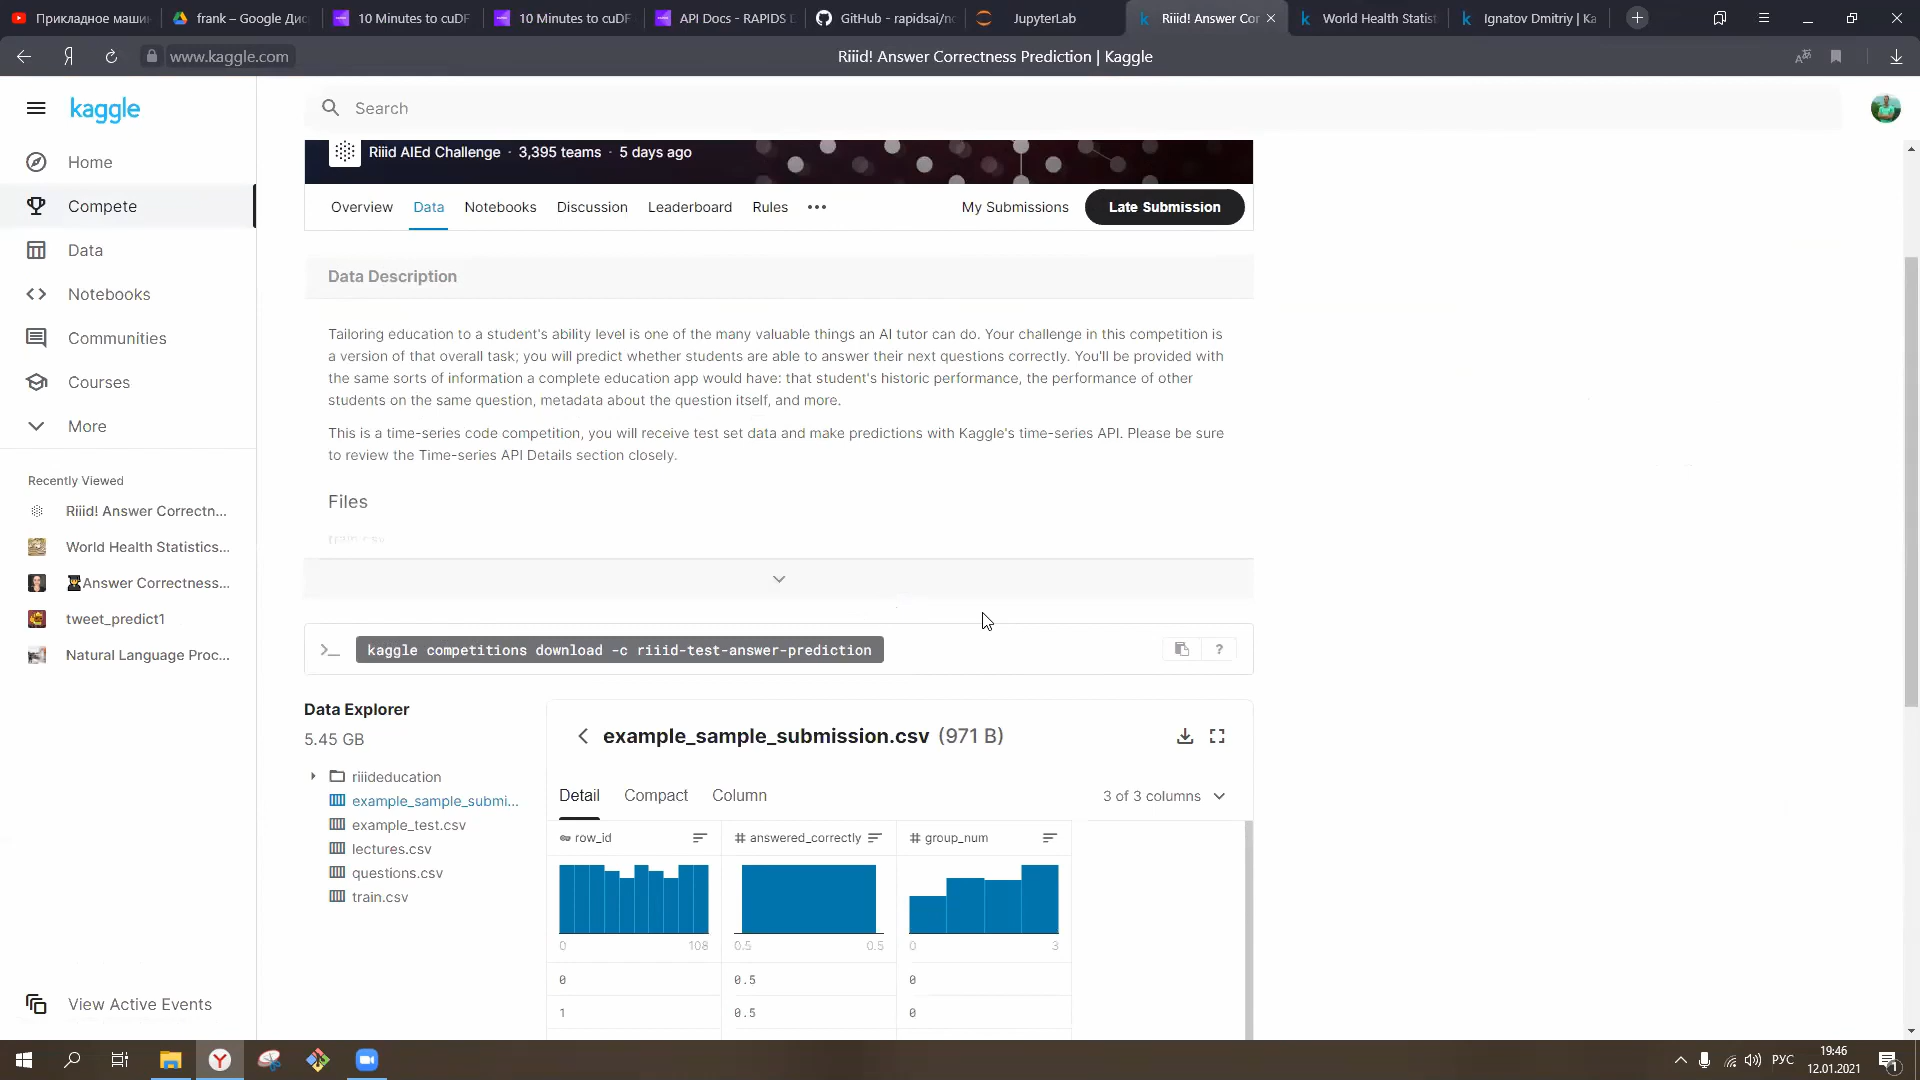 Прикладное маши
frank – Google Дис
10 Minutes to cuDF
10 Minutes to cuDF
API Docs - RAPIDS D
GitHub - rapidsai/no
JupyterLab
Riiid! Answer Cor
World Health Statist
Ignatov Dmitriy | Ka
www.kaggle.com
Riiid! Answer Correctness Prediction | Kaggle
kaggle
Search
Home
Compete
Data
Notebooks
Communities
Courses
More
Recently Viewed
Riiid! Answer Correctn...
World Health Statistics...
Answer Correctness...
tweet_predict1
Natural Language Proc...
View Active Events
Riiid AIEd Challenge · 3,395 teams · 5 days ago
Overview Data Notebooks Discussion Leaderboard Rules ••• My Submissions Late Submission
Data Description
Tailoring education to a student's ability level is one of the many valuable things an AI tutor can do. Your challenge in this competition is
a version of that overall task; you will predict whether students are able to answer their next questions correctly. You'll be provided with
the same sorts of information a complete education app would have: that student's historic performance, the performance of other
students on the same question, metadata about the question itself, and more.
This is a time-series code competition, you will receive test set data and make predictions with Kaggle's time-series API. Please be sure
to review the Time-series API Details section closely.
Files
train.csv
>_ kaggle competitions download -c riiid-test-answer-prediction ?
Data Explorer
5.45 GB
riiideducation
example_sample_submi...
example_test.csv
lectures.csv
questions.csv
train.csv
example_sample_submission.csv (971 B)
Detail Compact Column 3 of 3 columns
row_id # answered_correctly # group_num
0 108 0.5 0.5 0 3
0 0.5 0
1 0.5 0
РУС
19:46
12.01.2021
1